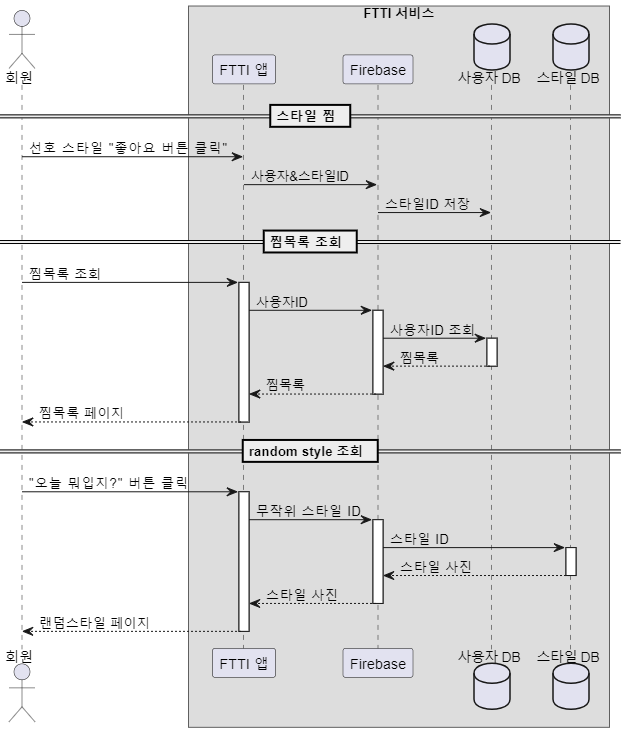 FTTI 서비스
회원
FTTI 앱
Firebase
사용자 DB
스타일 DB
스타일 찜
선호 스타일 "좋아요 버튼 클릭"
사용자&스타일ID
스타일ID 저장
찜목록 조회
찜목록 조회
사용자ID
사용자ID 조회
찜목록
찜목록
찜목록 페이지
random style 조회
"오늘 뭐입지?" 버튼 클릭
무작위 스타일 ID
스타일 ID
스타일 사진
스타일 사진
랜덤스타일 페이지
회원
FTTI 앱
Firebase
사용자 DB
스타일 DB